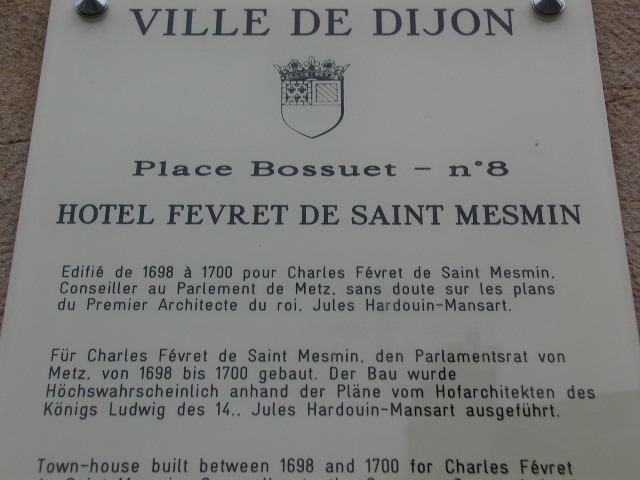 VILLE DE DIJON
Place Bossuet - n°8
HOTEL FEVRET DE SAINT MESMIN
Edifié de 1698 à 1700 pour Charles Févret de Saint Mesmin,
Conseiller au Parlement de Metz, sans doute sur les plans
du Premier Architecte du roi, Jules Hardouin-Mansart.
Für Charles Févret de Saint Mesmin, den Parlamentsrat von
Metz, von 1698 bis 1700 gebaut. Der Bau wurde
Höchswahrscheinlich anhand der Pläne vom Hofarchitekten des
Königs Ludwig des 14., Jules Hardouin-Mansart ausgeführt.
Town-house built between 1698 and 1700 for Charles Févret